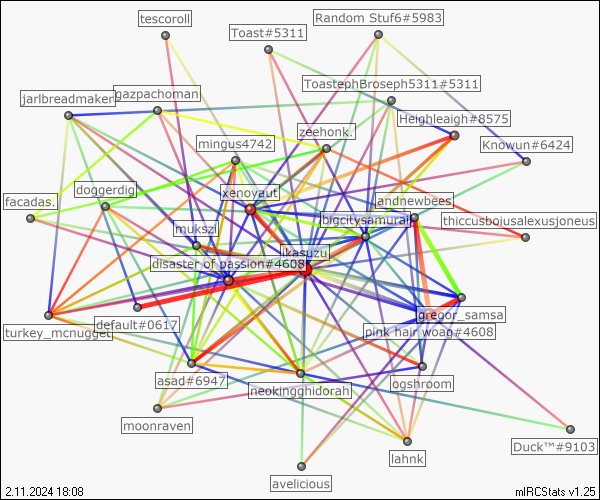 tescoroll
Random Stuf6#5983
Toast#5311
ToastephBroseph5311#5311
jarlbreadmaker
gazpachoman
Heighleaigh#8575
zeehonk.
mingus4742
Knowun#6424
doggerdig
xenoyaut
andnewbees
facadas.
bigcitysamurai
thiccusboiusalexusjoneus
mukszi
ikasuzu
disaster of passion#4608
turkey_mcnugget
default#0617
gregor_samsa
pink hair woag#4608
asad#6947
neokingghidorah
ogshroom
moonraven
lahnk
Duck™#9103
avelicious
2.11.2024 18:08
mIRCStats v1.25